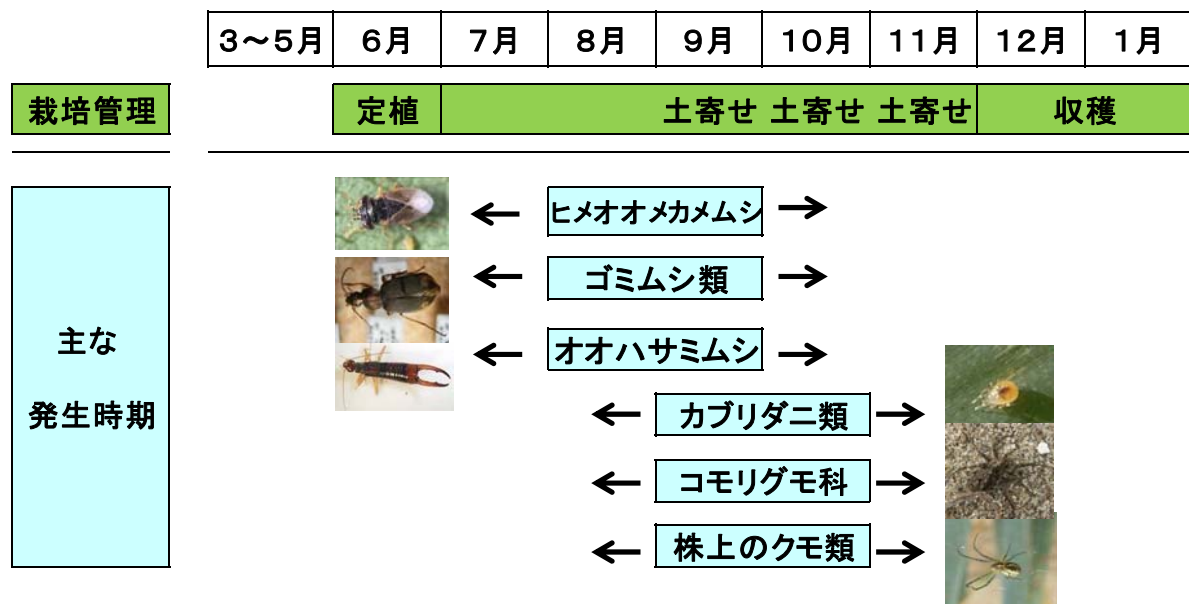 3～5月 6月 7月 8月 9月 10月 11月 12月 1月
栽培管理 定植 土寄せ 土寄せ 土寄せ 収穫
主な
発生時期
ヒメオオメカメムシ
ゴミムシ類
オオハサミムシ
カブリダニ類
コモリグモ科
株上のクモ類